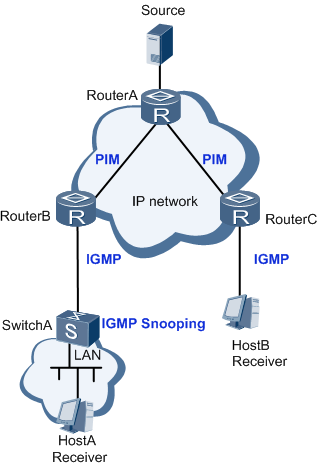 Source
RouterA
R
PIM
PIM
IP network
RouterB
R
R
RouterC
IGMP
IGMP
SwitchA
S
IGMP Snooping
LAN
HostB
Receiver
HostA
Receiver